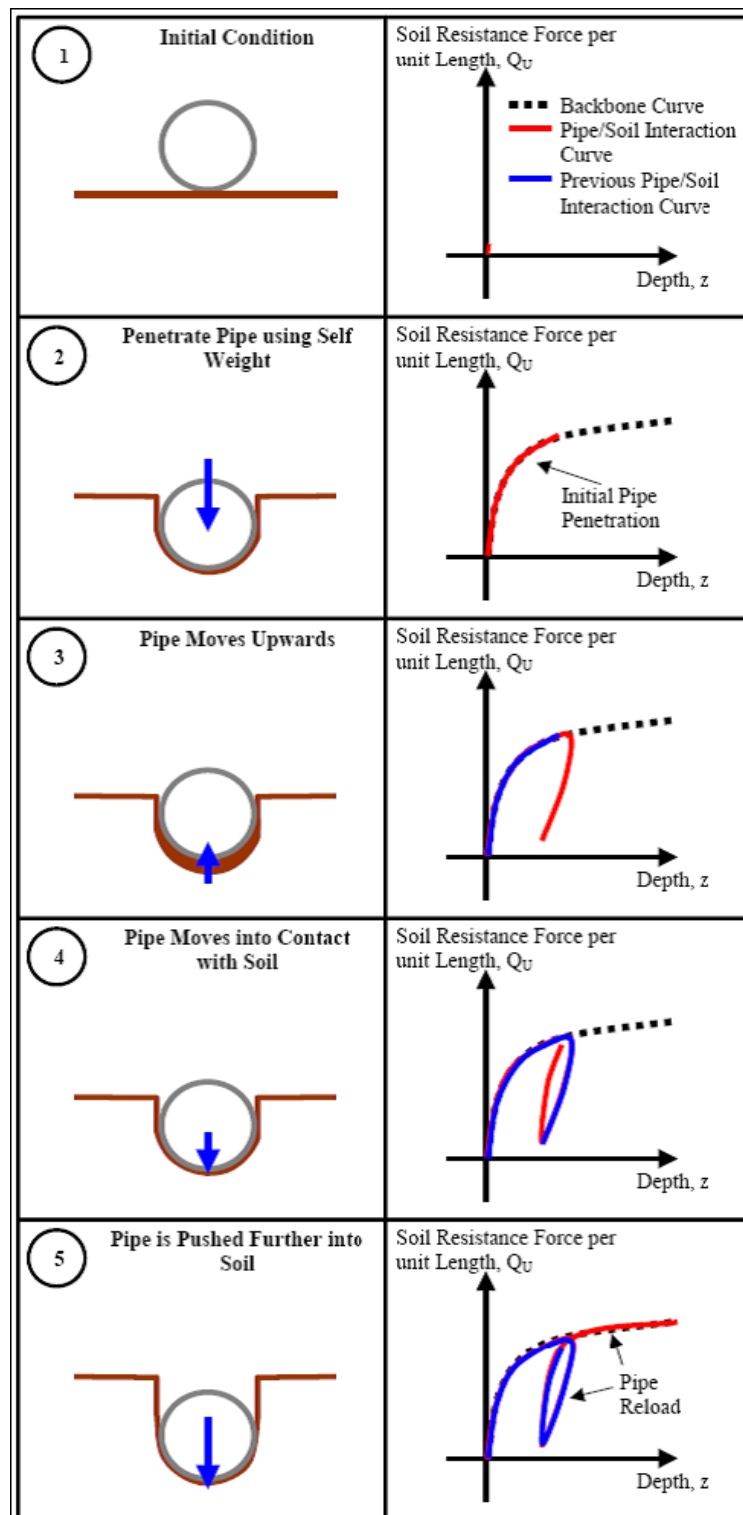 1
Initial Condition
Soil Resistance Force per
unit Length, QU
Backbone Curve
Pipe/Soil Interaction
Curve
Previous Pipe/Soil
Interaction Curve
Depth, z
2
Penetrate Pipe using Self
Weight
Soil Resistance Force per
unit Length, QU
Initial Pipe
Penetration
Depth, z
3
Pipe Moves Upwards
Soil Resistance Force per
unit Length, QU
Depth, z
4
Pipe Moves into Contact
with Soil
Soil Resistance Force per
unit Length, QU
Depth, z
5
Pipe is Pushed Further into
Soil
Soil Resistance Force per
unit Length, QU
Pipe
Reload
Depth, z